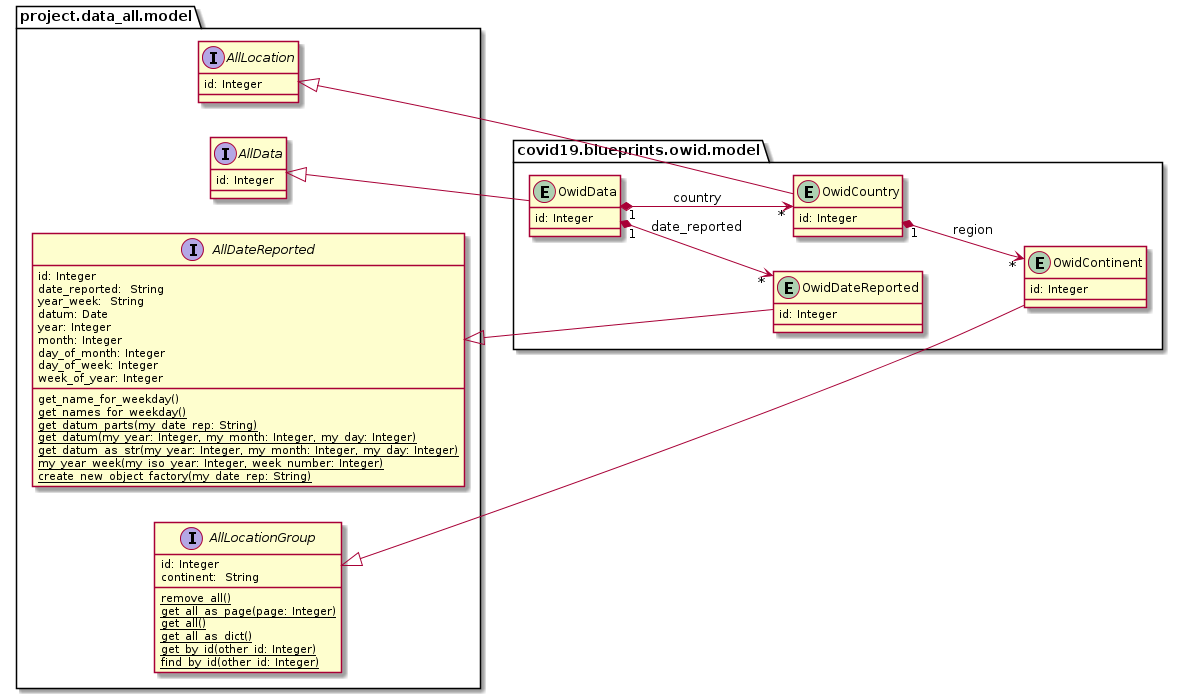 project.data_all.model
I AllLocation
id: Integer
I AllData
id: Integer
I AllDateReported
id: Integer
date_reported: String
year_week: String
datum: Date
year: Integer
month: Integer
day_of_month: Integer
day_of_week: Integer
week_of_year: Integer
get_name_for_weekday()
get_names_for_weekday()
get_datum_parts(my_date_rep: String)
get_datum(my_year: Integer, my_month: Integer, my_day: Integer)
get_datum_as_str(my_year: Integer, my_month: Integer, my_day: Integer)
my_year_week(my_iso_year: Integer, week_number: Integer)
create_new_object_factory(my_date_rep: String)
I AllLocationGroup
id: Integer
continent: String
remove_all()
get_all_as_page(page: Integer)
get_all()
get_all_as_dict()
get_by_id(other_id: Integer)
find_by_id(other_id: Integer)
covid19.blueprints.owid.model
E OwidData
id: Integer
country
1
*
date_reported
1
*
E OwidCountry
id: Integer
region
1
*
E OwidDateReported
id: Integer
E OwidContinent
id: Integer